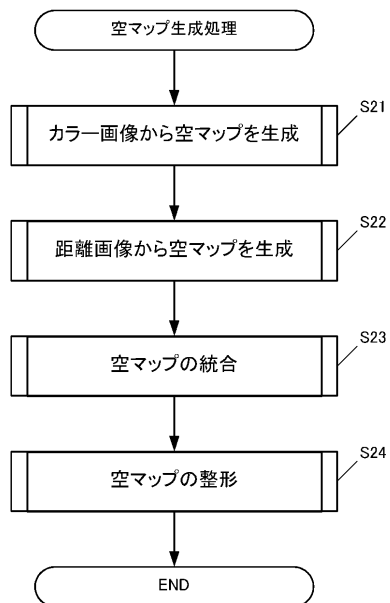 空マップ生成処理
S21
カラー画像から空マップを生成
S22
距離画像から空マップを生成
S23
空マップの統合
S24
空マップの整形
END